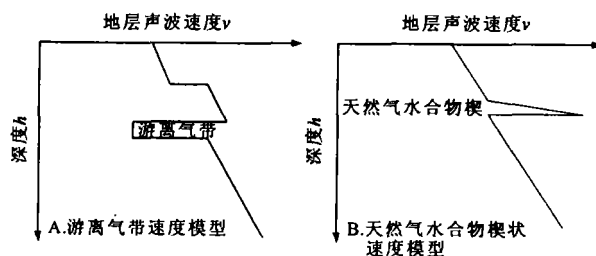 地层声波速度v
深度h
游离气带
A.游离气带速度模型
地层声波速度v
深度h
天然气水合物楔
B.天然气水合物楔状
速度模型